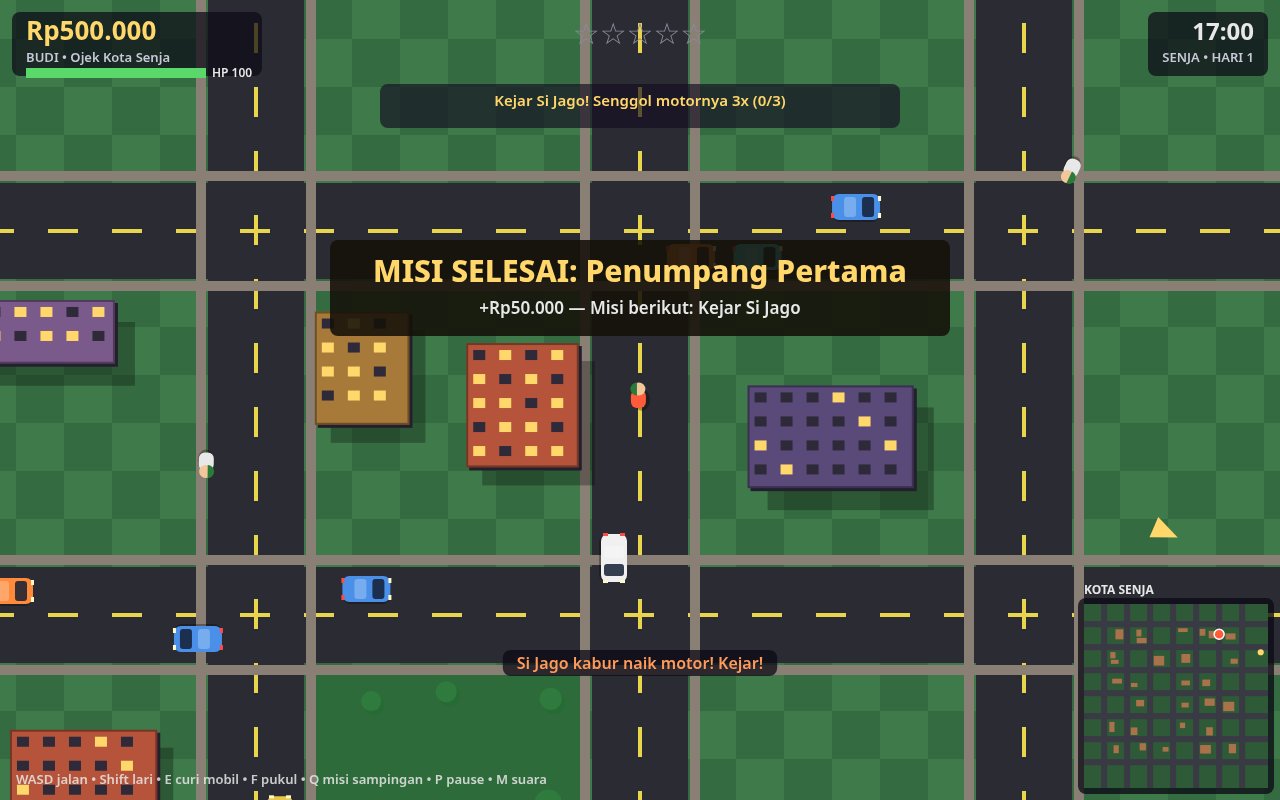 Rp500.000
BUDI • Ojek Kota Senja
HP 100
☆☆☆☆☆
17:00
SENJA • HARI 1
Kejar Si Jago! Senggol motornya 3x (0/3)
MISI SELESAI: Penumpang Pertama
+Rp50.000 — Misi berikut: Kejar Si Jago
KOTA SENJA
Si Jago kabur naik motor! Kejar!
WASD jalan • Shift lari • E curi mobil • F pukul • Q misi sampingan • P pause • M suara